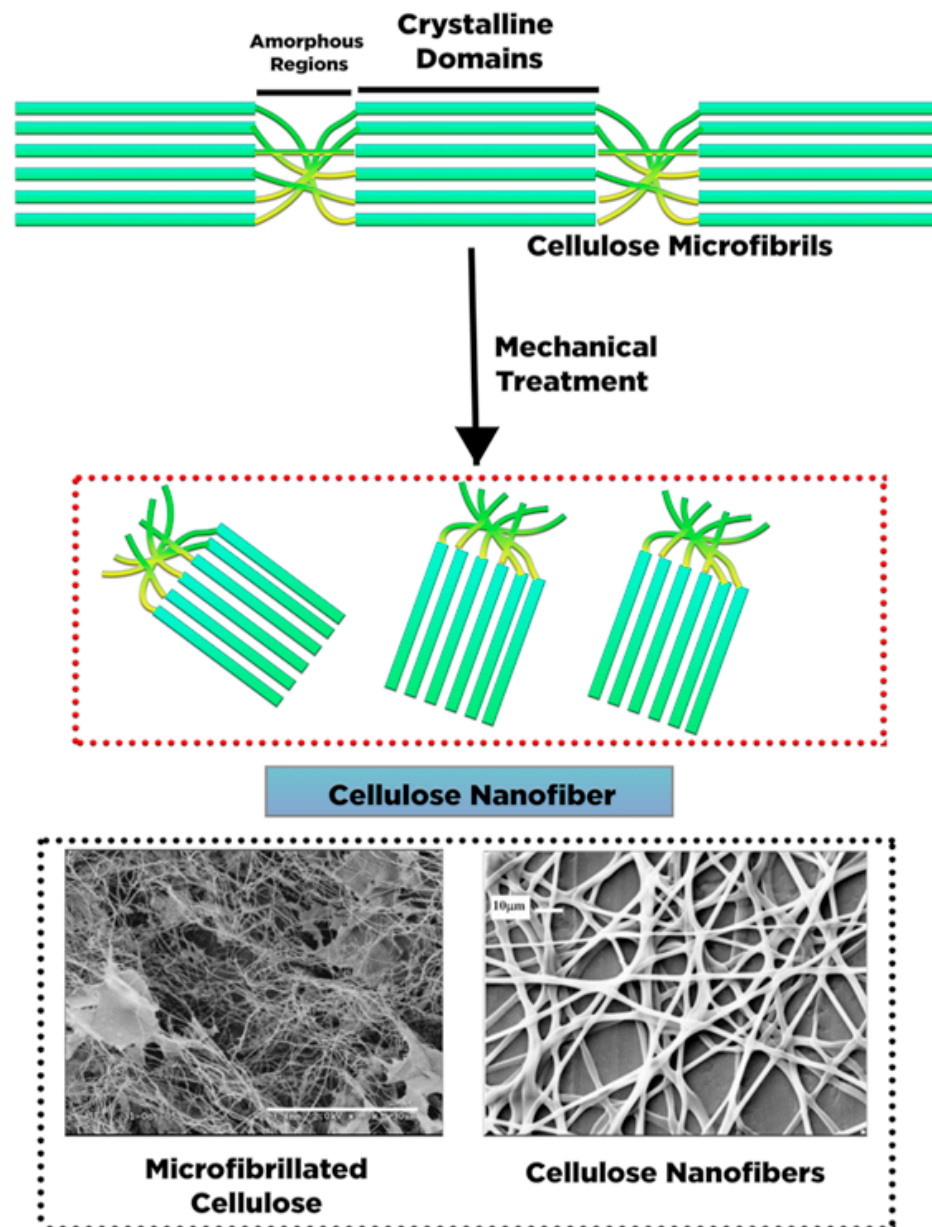 Amorphous
Regions
Crystalline
Domains
Cellulose Microfibrils
Mechanical
Treatment
Cellulose Nanofiber
10µm
Microfibrillated
Cellulose
Cellulose Nanofibers